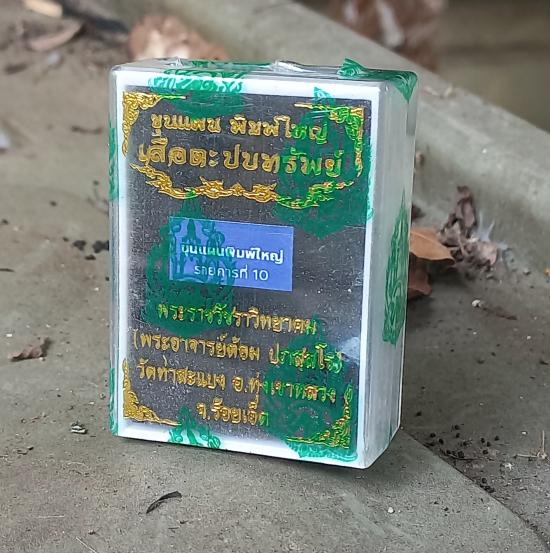 ขุนแผน พิมพ์ใหญ่
เสือตะปบทรัพย์
ขุนแผนพิมพ์ใหญ่
รายการที่ 10
พระราชวัชราวิทยาคม
(พระอาจารย์ต้อม ปภสฺสโร)
วัดท่าสะแบง อ.ทุ่งเขาหลวง
จ.ร้อยเอ็ด